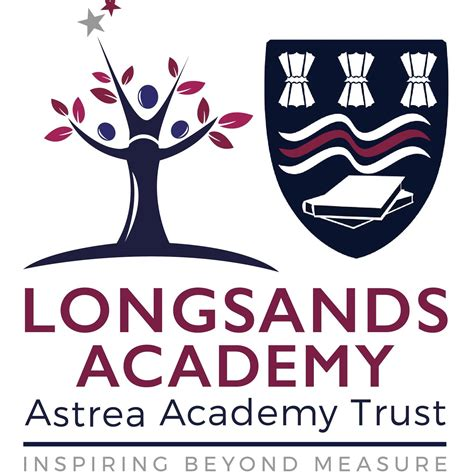 LONGSANDS
ACADEMY
Astrea Academy Trust
INSPIRING BEYOND MEASURE